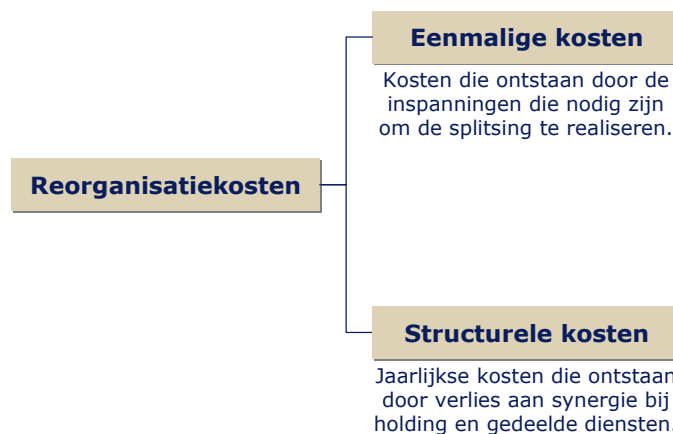 Eenmalige kosten
Kosten die ontstaan door de
inspanningen die nodig zijn
om de splitsing te realiseren.
Reorganisatiekosten
Structurele kosten
Jaarlijkse kosten die ontstaan
door verlies aan synergie bij
holding en gedeelde diensten.